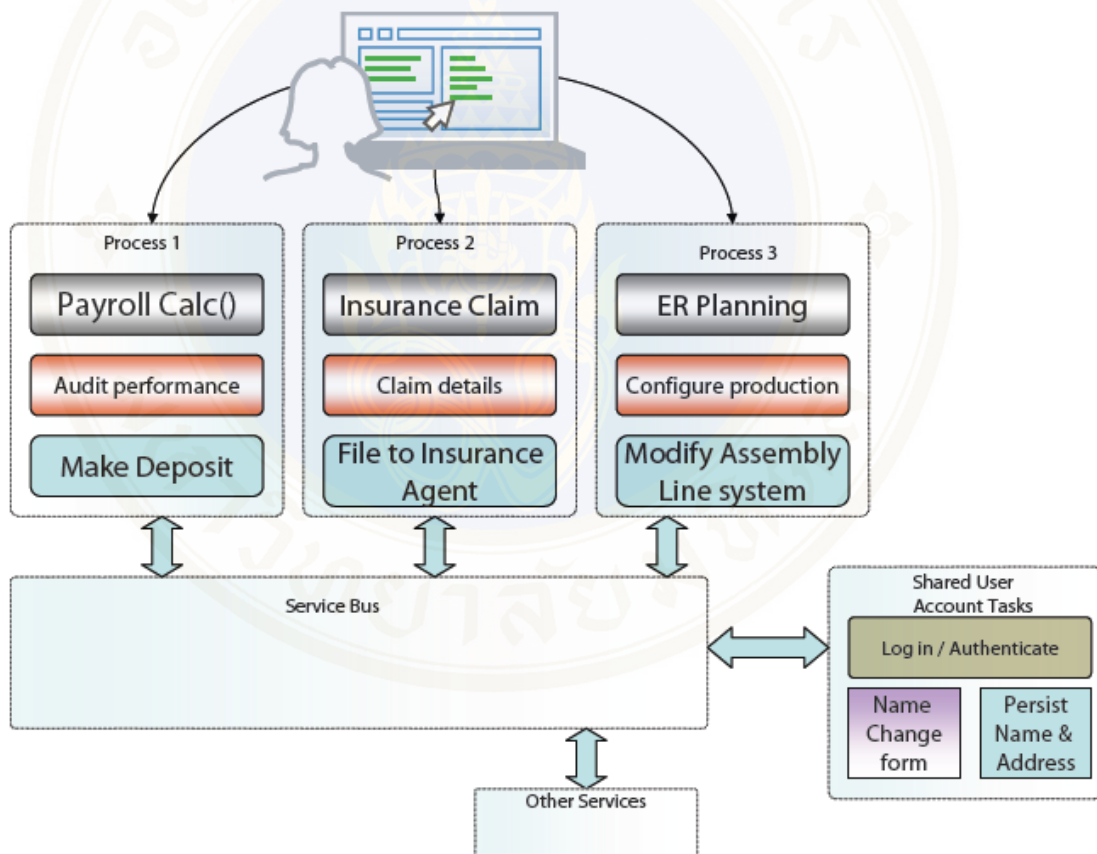 Process 1
Payroll Calc()
Audit performance
Make Deposit
Process 2
Insurance Claim
Claim details
File to Insurance
Agent
Process 3
ER Planning
Configure production
Modify Assembly
Line system
Service Bus
Shared User
Account Tasks
Log in / Authenticate
Name
Change
form
Persist
Name &
Address
Other Services